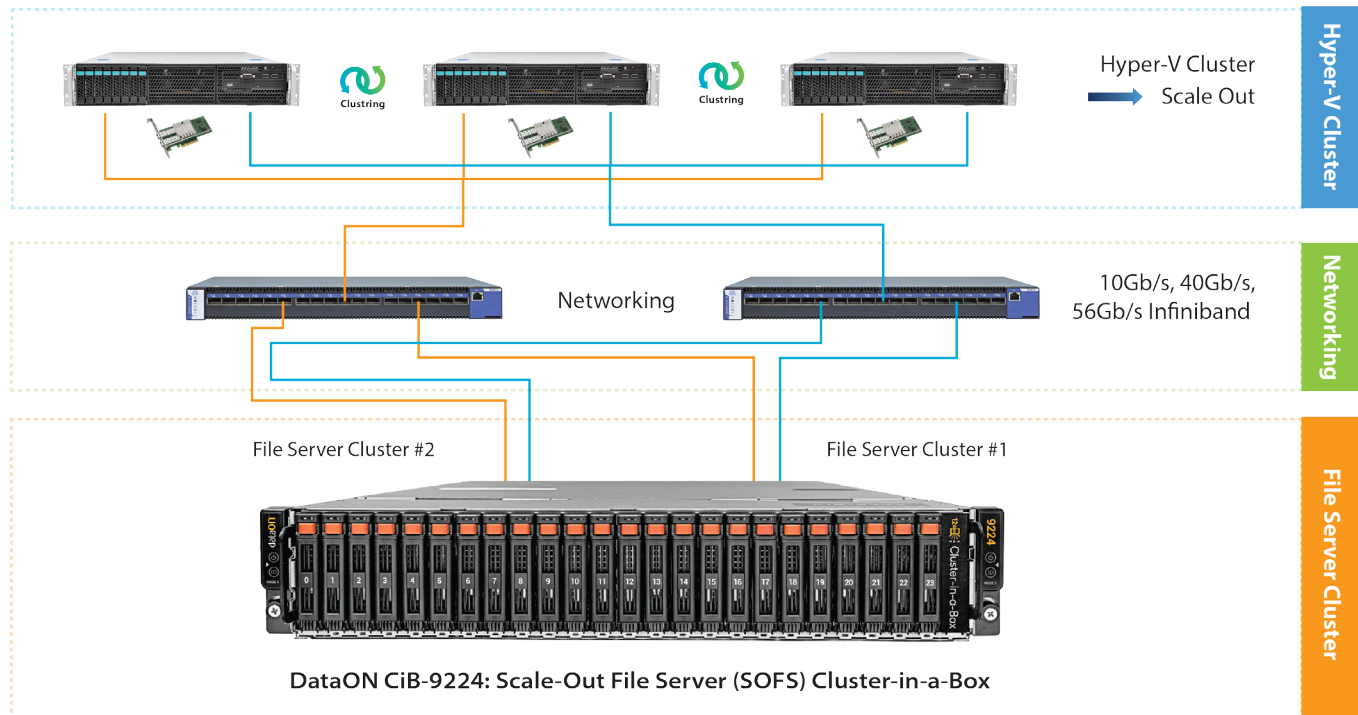 Clustring
Clustring
Hyper-V Cluster
Scale Out
Hyper-V Cluster
Networking
10Gb/s, 40Gb/s,
56Gb/s Infiniband
Networking
File Server Cluster #2
File Server Cluster #1
File Server Cluster
dataON
9224
Cluster-in-a-Box
0 1 2 3 4 5 6 7 8 9 10 11 12 13 14 15 16 17 18 19 20 21 22 23
DataON CiB-9224: Scale-Out File Server (SOFS) Cluster-in-a-Box